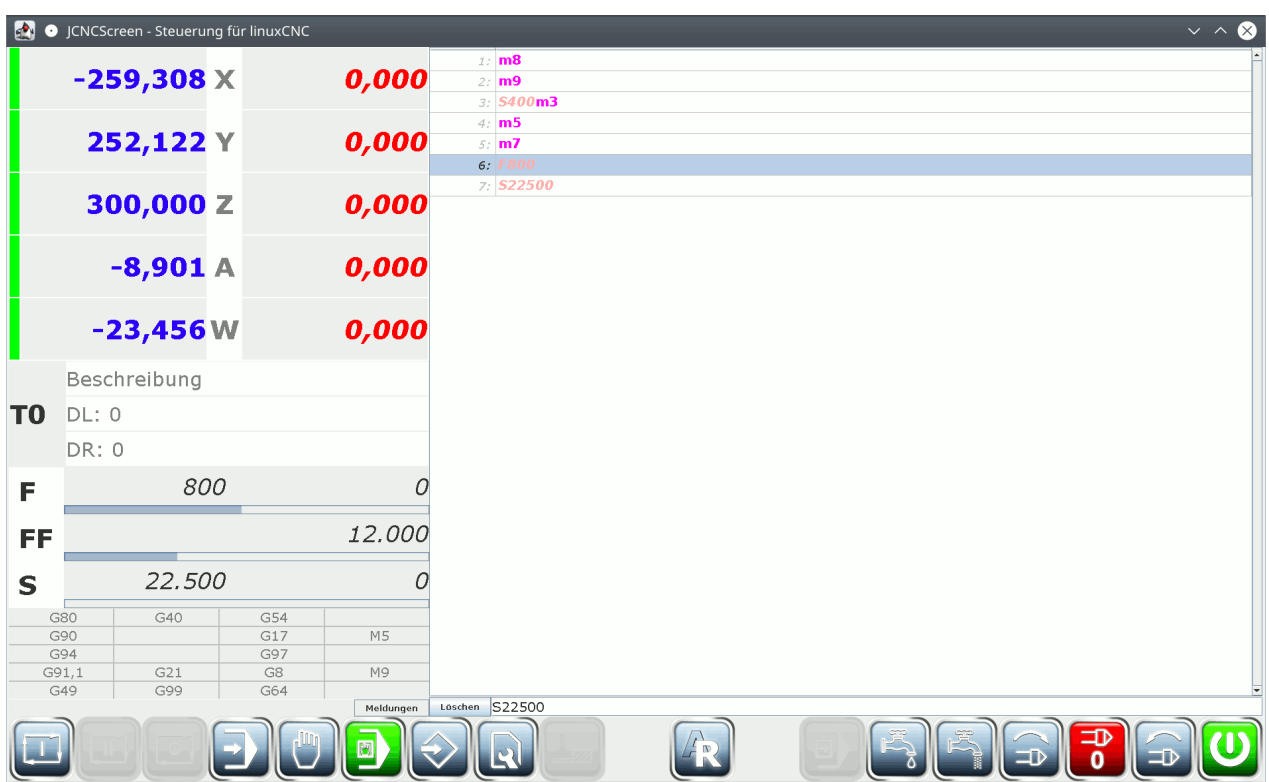 JCNCScreen - Steuerung für linuxCNC
-259,308 X 0,000
252,122 Y 0,000
300,000 Z 0,000
-8,901 A 0,000
-23,456 W 0,000
T0
Beschreibung
DL: 0
DR: 0
F 800 0
FF 12.000
S 22.500 0
G80 G40 G54
G90 G17 M5
G94 G97
G91,1 G21 G8 M9
G49 G99 G64
1: m8
2: m9
3: S400m3
4: m5
5: m7
6: F800
7: S22500
Meldungen Löschen S22500
I
R
0